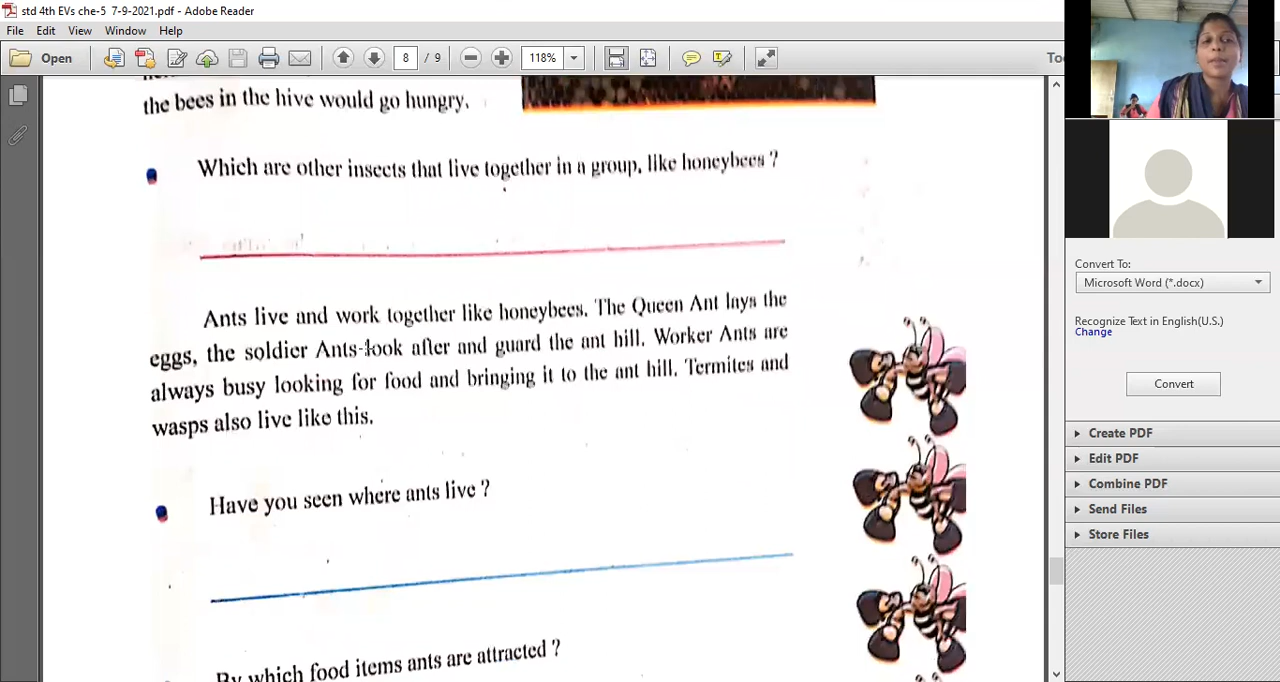 std 4th EVs che-5 7-9-2021.pdf - Adobe Reader
File Edit View Window Help
Open 8 / 9 118%
the bees in the hive would go hungry.
Which are other insects that live together in a group, like honeybees ?
Ants live and work together like honeybees. The Queen Ant lays the
eggs, the soldier Ants-look after and guard the ant hill. Worker Ants are
always busy looking for food and bringing it to the ant hill. Termites and
wasps also live like this.
Have you seen where ants live ?
By which food items ants are attracted ?
Convert To:
Microsoft Word (*.docx)
Recognize Text in English(U.S.)
Change
Convert
Create PDF
Edit PDF
Combine PDF
Send Files
Store Files